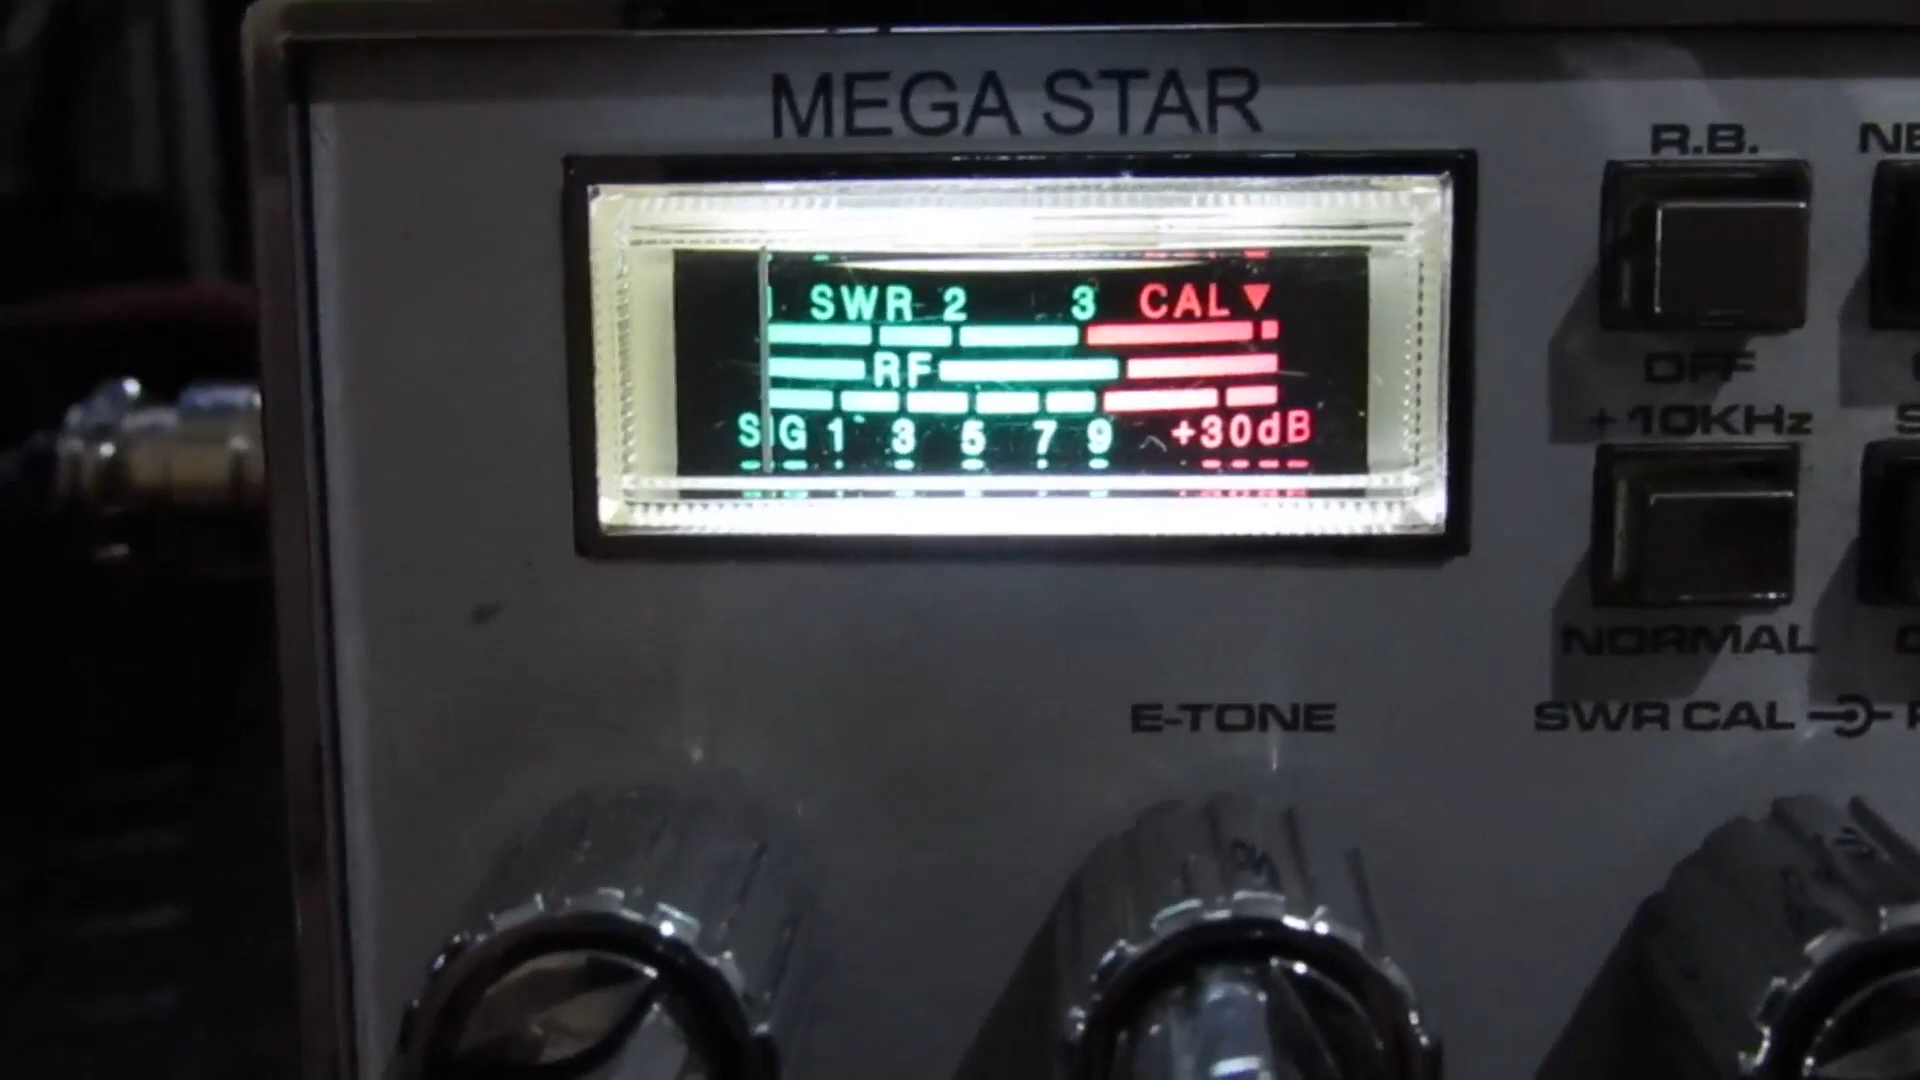 MEGA STAR
SWR 2 3 CAL
RF
SIG 1 3 5 7 9 +30dB
R.B.
OFF
+10KHz
NORMAL
E-TONE
SWR CAL